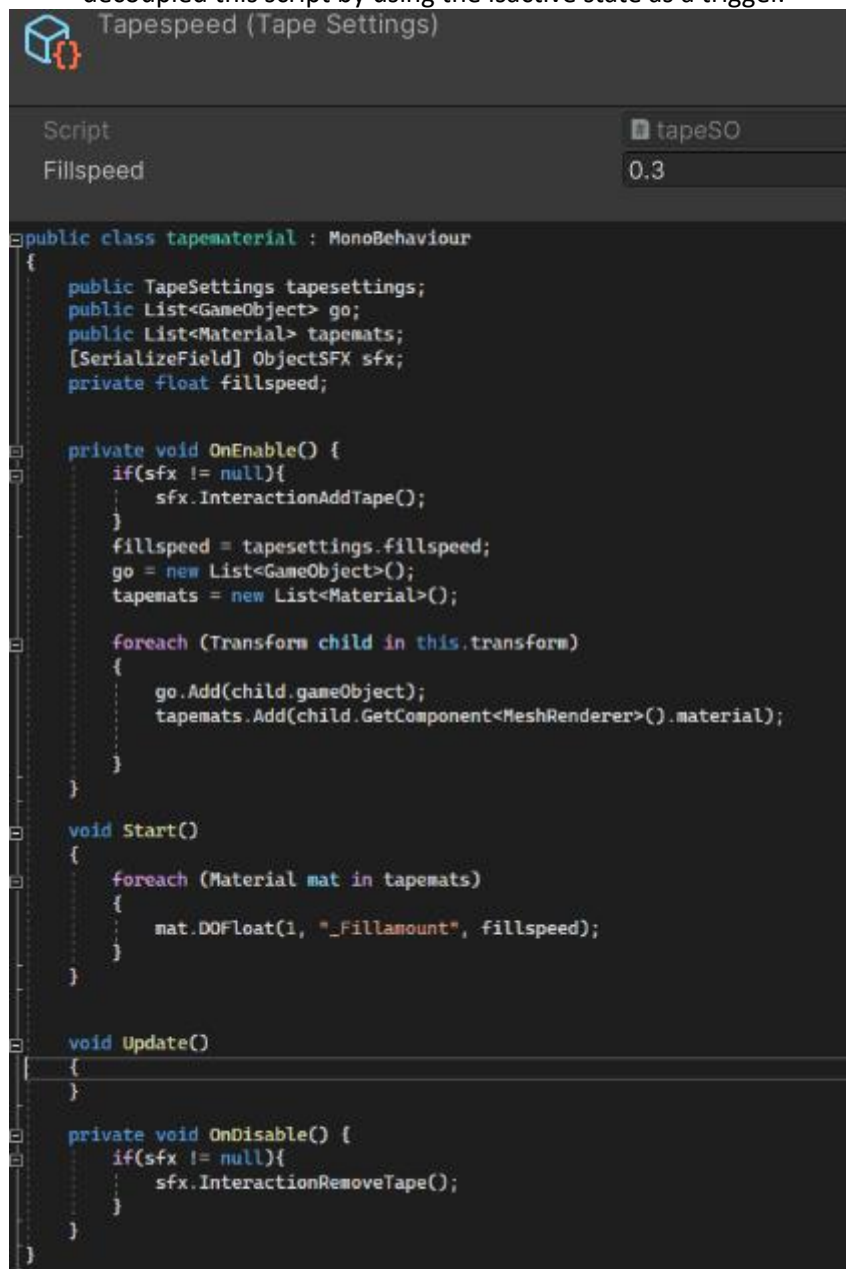 decoupled this script by using the isactive state as a trigger.
Tapespeed (Tape Settings)
Script
tapeSO
Fillspeed
0.3
public class tapematerial : MonoBehaviour
{
public TapeSettings tapesettings;
public List<GameObject> go;
public List<Material> tapemats;
[SerializeField] ObjectSFX sfx;
private float fillspeed;
private void OnEnable() {
if(sfx != null){
sfx.InteractionAddTape();
}
fillspeed = tapesettings.fillspeed;
go = new List<GameObject>();
tapemats = new List<Material>();
foreach (Transform child in this.transform)
{
go.Add(child.gameObject);
tapemats.Add(child.GetComponent<MeshRenderer>().material);
}
}
void Start()
{
foreach (Material mat in tapemats)
{
mat.DOFloat(1, "_Fillamount", fillspeed);
}
}
void Update()
{
}
private void OnDisable() {
if(sfx != null){
sfx.InteractionRemoveTape();
}
}
}